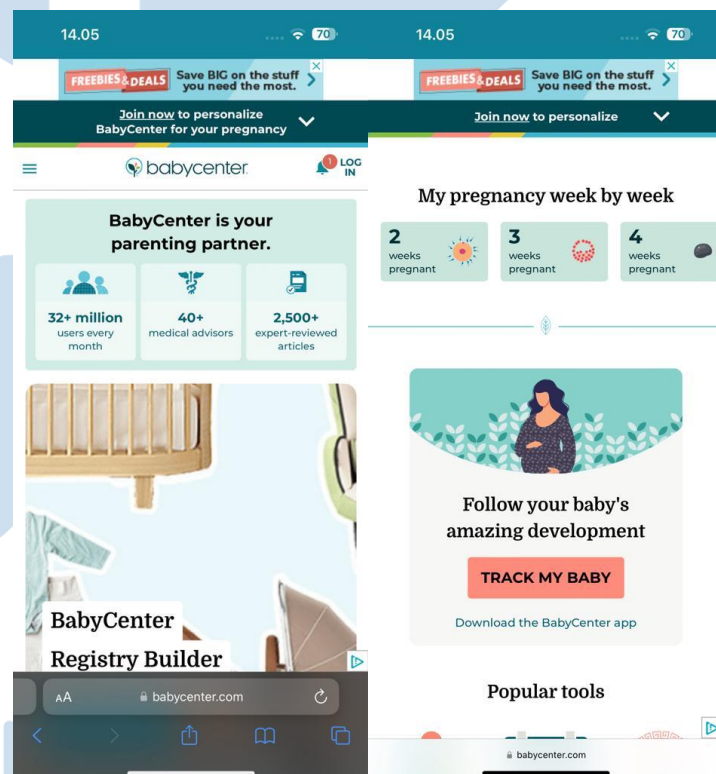 14.05
70
FREEBIES & DEALS
Save BIG on the stuff
you need the most.
Join now to personalize
BabyCenter for your pregnancy
babycenter
1
LOG
IN
BabyCenter is your
parenting partner.
32+ million
users every
month
40+
medical advisors
2,500+
expert-reviewed
articles
BabyCenter
Registry Builder
AA
babycenter.com
14.05
70
FREEBIES & DEALS
Save BIG on the stuff
you need the most.
Join now to personalize
My pregnancy week by week
2
weeks
pregnant
3
weeks
pregnant
4
weeks
pregnant
Follow your baby's
amazing development
TRACK MY BABY
Download the BabyCenter app
Popular tools
babycenter.com